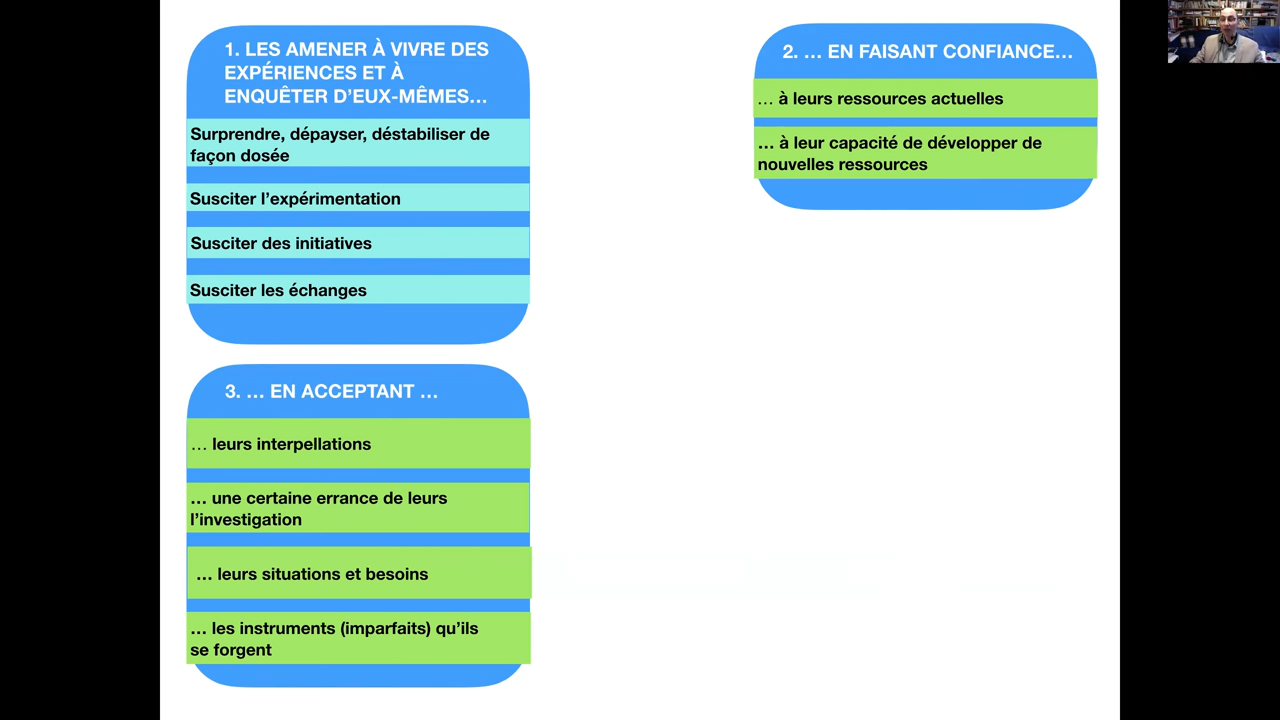 1. LES AMENER À VIVRE DES
EXPÉRIENCES ET À
ENQUÊTER D’EUX-MÊMES…
Surprendre, dépayser, déstabiliser de
façon dosée
Susciter l’expérimentation
Susciter des initiatives
Susciter les échanges
2. … EN FAISANT CONFIANCE…
… à leurs ressources actuelles
… à leur capacité de développer de
nouvelles ressources
3. … EN ACCEPTANT …
… leurs interpellations
… une certaine errance de leurs
l’investigation
… leurs situations et besoins
… les instruments (imparfaits) qu’ils
se forgent